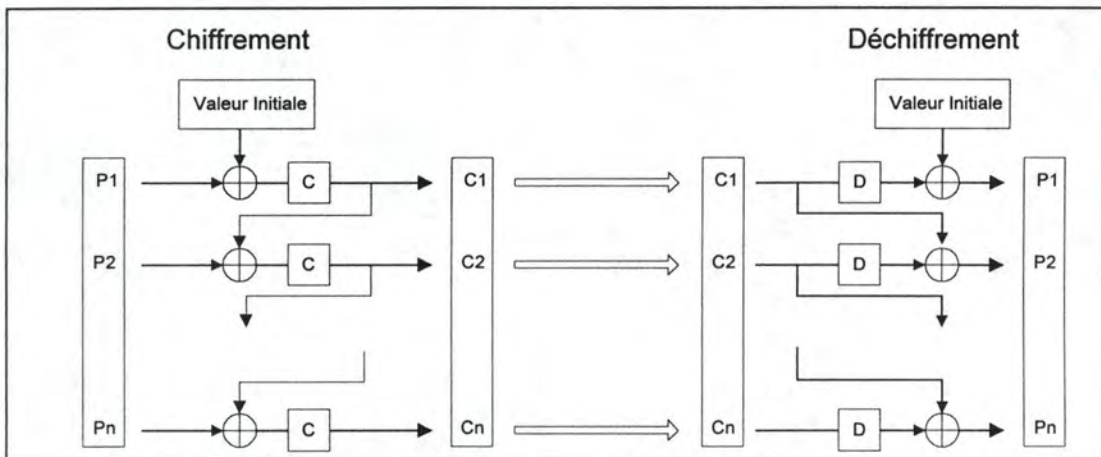 Chiffrement Déchiffrement
Valeur Initiale Valeur Initiale
P1 C C1 C1 D P1
P2 C C2 C2 D P2
Pn C Cn Cn D Pn